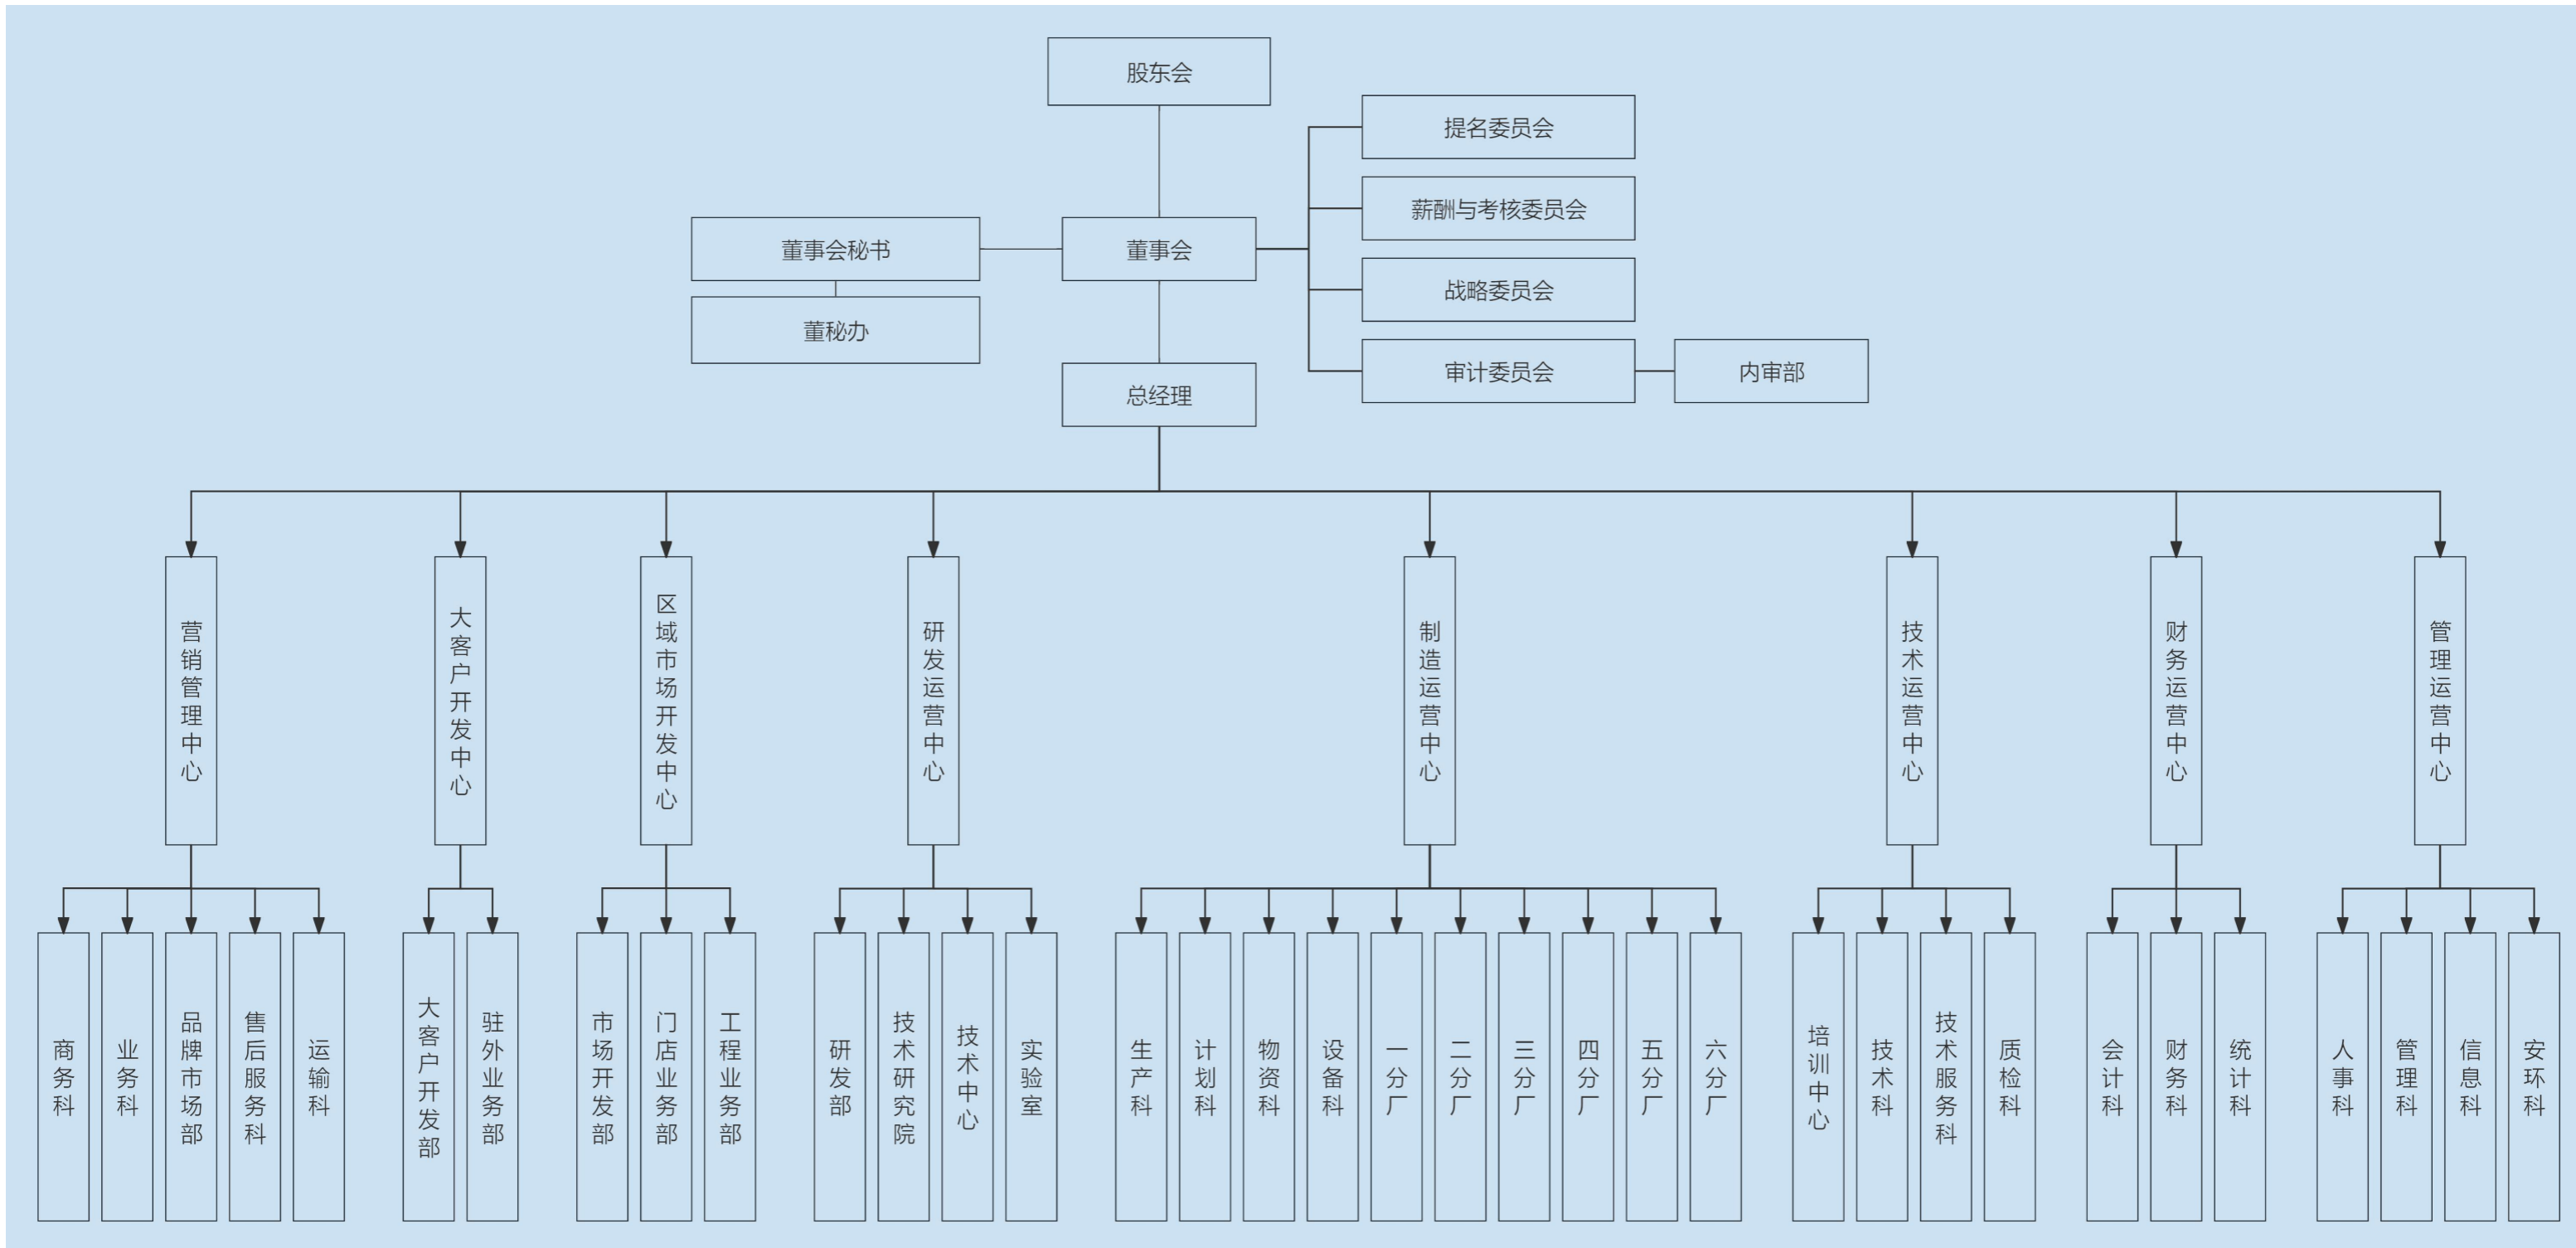 股东会
提名委员会
薪酬与考核委员会
董事会秘书
董事会
战略委员会
董秘办
审计委员会
内审部
总经理
营销管理中心
大客户开发中心
区域市场开发中心
研发运营中心
制造运营中心
技术运营中心
财务运营中心
管理运营中心
商务科
业务科
品牌市场部
售后服务科
运输科
大客户开发部
驻外业务部
市场开发部
门店业务部
工程业务部
研发部
技术研究院
技术中心
实验室
生产科
计划科
物资科
设备科
一分厂
二分厂
三分厂
四分厂
五分厂
六分厂
培训中心
技术科
技术服务科
质检科
会计科
财务科
统计科
人事科
管理科
信息科
安环科